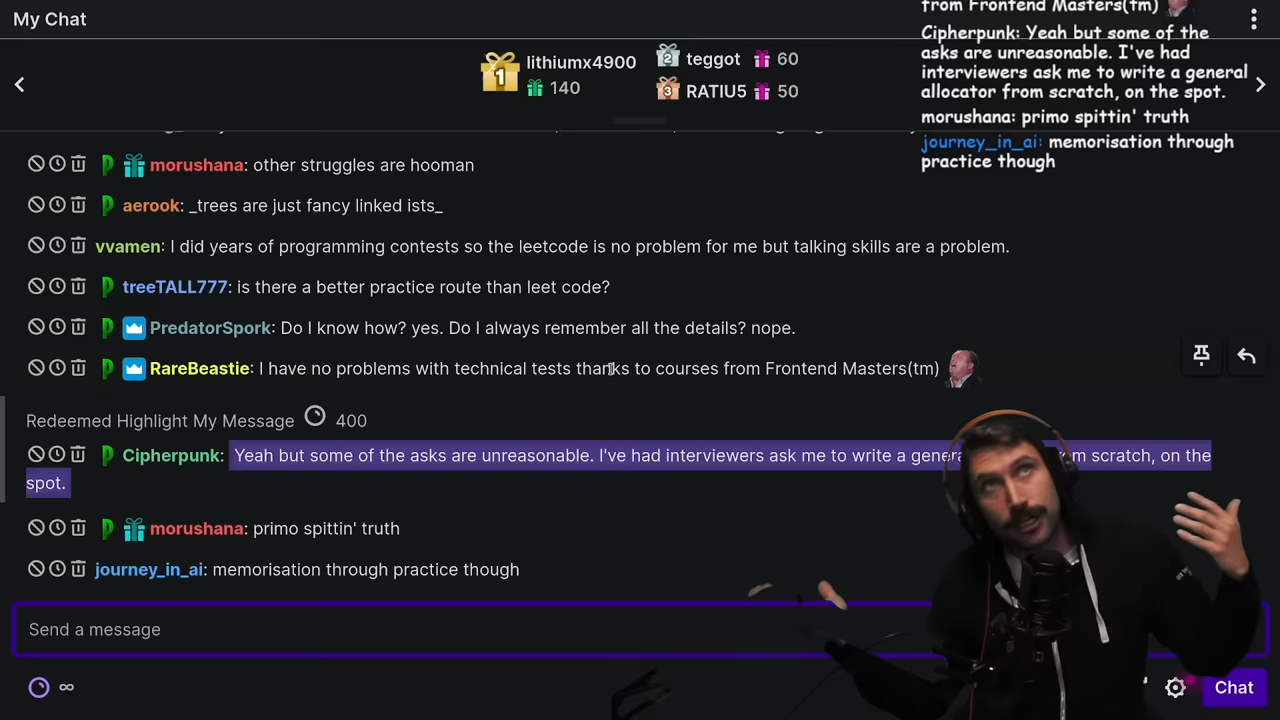 My Chat
from Frontend Masters(tm)
Cipherpunk: Yeah but some of the
asks are unreasonable. I've had
interviewers ask me to write a general
allocator from scratch, on the spot.
morushana: primo spittin' truth
journey_in_ai: memorisation through
practice though
1
lithiumx4900
140
2 teggot 60
3 RATIU5 50
morushana: other struggles are hooman
aerook: _trees are just fancy linked ists_
vvamen: I did years of programming contests so the leetcode is no problem for me but talking skills are a problem.
treeTALL777: is there a better practice route than leet code?
PredatorSpork: Do I know how? yes. Do I always remember all the details? nope.
RareBeastie: I have no problems with technical tests thanks to courses from Frontend Masters(tm)
Redeemed Highlight My Message 400
Cipherpunk: Yeah but some of the asks are unreasonable. I've had interviewers ask me to write a scratch, on the
spot.
morushana: primo spittin' truth
journey_in_ai: memorisation through practice though
Send a message
∞
Chat